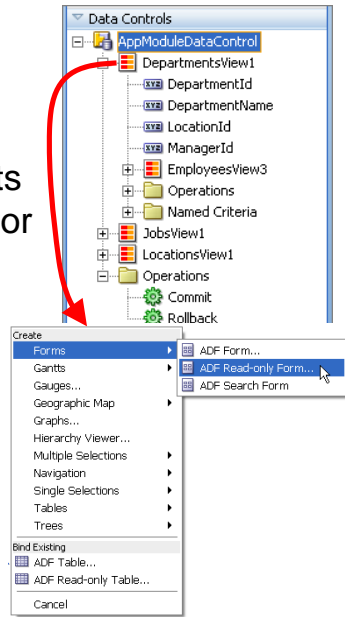 Data Controls
AppModuleDataControl
DepartmentsView1
DepartmentId
DepartmentName
LocationId
ManagerId
EmployeesView3
Operations
Named Criteria
JobsView1
LocationsView1
Operations
Commit
Rollback
ts
or
Create
Forms
Gantts
Gauges...
Geographic Map
Graphs...
Hierarchy Viewer...
Multiple Selections
Navigation
Single Selections
Tables
Trees
Bind Existing
ADF Table...
ADF Read-only Table...
Cancel
ADF Form...
ADF Read-only Form...
ADF Search Form